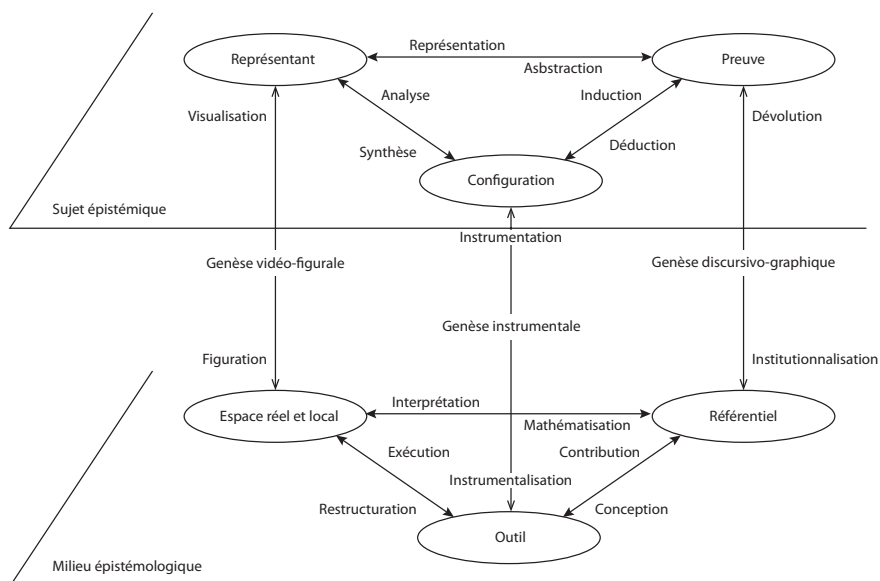 Représentation
Représentant
Preuve
Asbstraction
Analyse
Induction
Visualisation
Dévolution
Synthèse
Déduction
Configuration
Sujet épistémique
Instrumentation
Genèse vidéo-figurale
Genèse discursivo-graphique
Genèse instrumentale
Figuration
Institutionnalisation
Interprétation
Espace réel et local
Référentiel
Mathématisation
Exécution
Contribution
Instrumentalisation
Restructuration
Conception
Outil
Milieu épistémologique